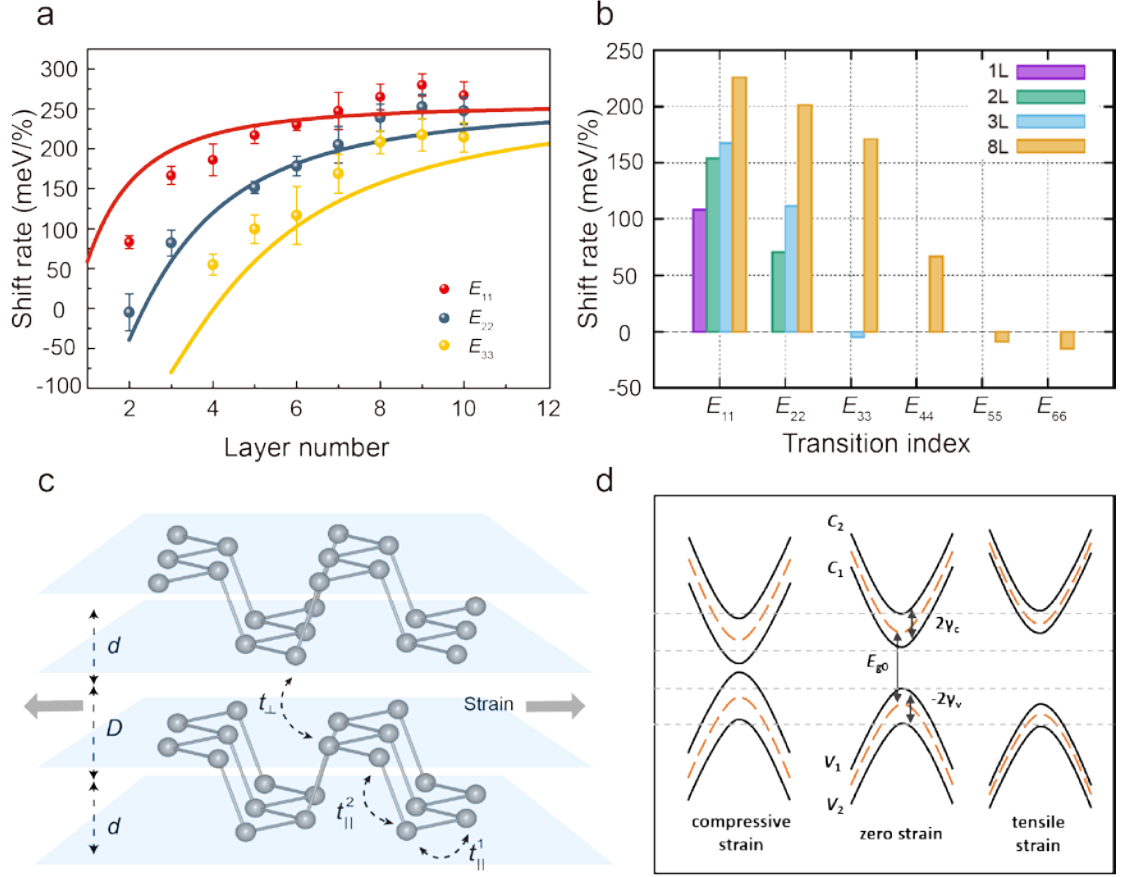 a
Shift rate (meV/%)
300
250
200
150
100
50
0
-50
-100
2
4
6
8
10
12
Layer number
E11
E22
E33
b
Shift rate (meV/%)
250
200
150
100
50
0
-50
1L
2L
3L
8L
E11
E22
E33
E44
E55
E66
Transition index
c
d
D
d
t⊥
Strain
t||2
t||1
d
C2
C1
2γc
Eg0
-2γv
V1
V2
compressive
strain
zero strain
tensile
strain